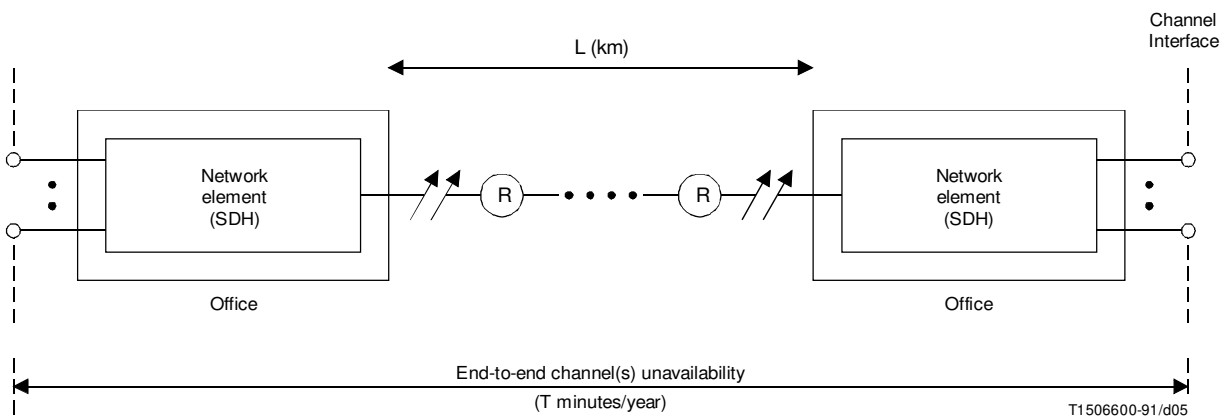 Channel
Interface
L (km)
Network
element
(SDH)
R
R
Network
element
(SDH)
Office
Office
End-to-end channel(s) unavailability
(T minutes/year)
T1506600-91/d05